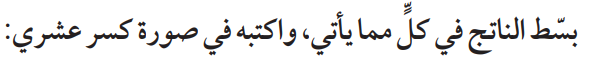 بسّط الناتج في كلٍّ مما يأتي، واكتبه في صورة كسر عشري: